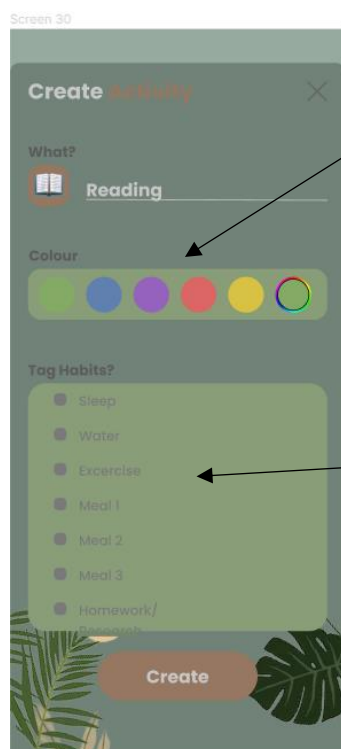 Screen 30
Create Activity
What?
Reading
Colour
Tag Habits?
Sleep
Water
Excercise
Meal 1
Meal 2
Meal 3
Homework/
Research
Create